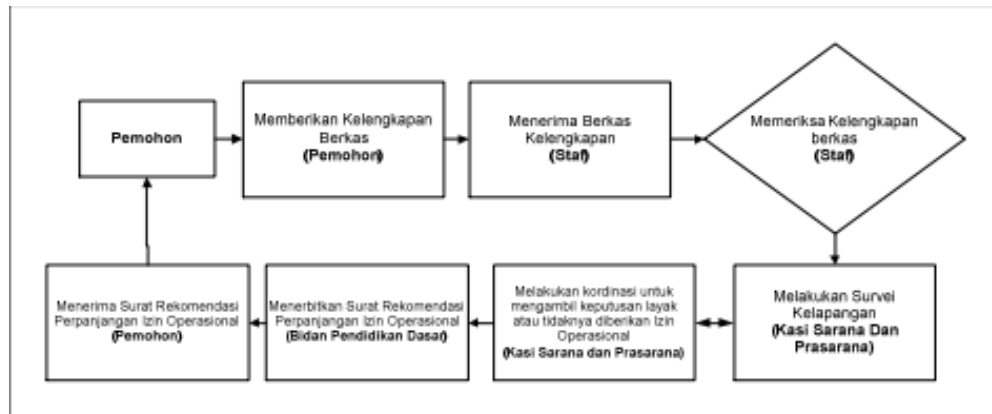 Pemohon
Memberikan Kelengkapan
Berkas
(Pemohon)
Menerima Berkas
Kelengkapan
(Staf)
Memeriksa Kelengkapan
berkas
(Staf)
Melakukan Survei
Kelapangan
(Kasi Sarana Dan
Prasarana)
Melakukan kordinasi untuk
mengambil keputusan layak
atau tidaknya diberikan Izin
Operasional
(Kasi Sarana dan Prasarana)
Menerbitkan Surat Rekomendasi
Perpanjangan Izin Operasional
(Bidan Pendidikan Dasar)
Menerima Surat Rekomendasi
Perpanjangan Izin Operasional
(Pemohon)